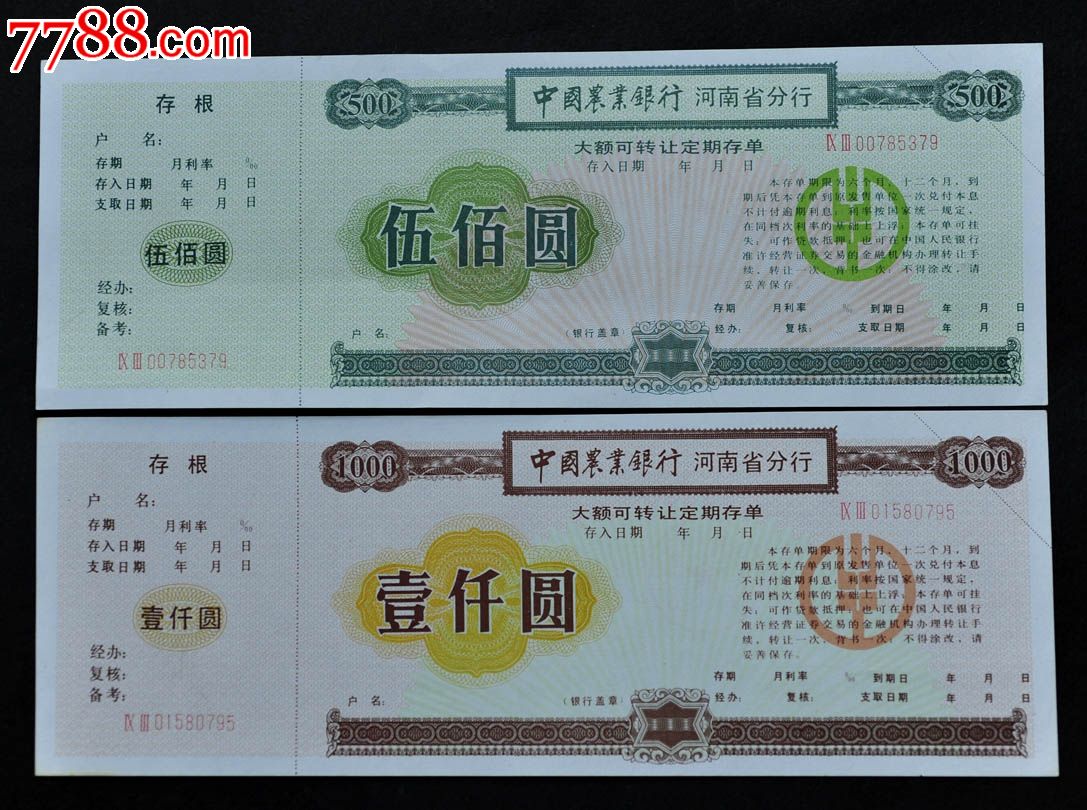 7788.com
存根
户 名：
存期 月利率 ‰
存入日期 年 月 日
支取日期 年 月 日
伍佰圆
经办：
复核：
备考：
Ⅸ Ⅲ 00785379
500
中國農業銀行 河南省分行
500
大额可转让定期存单
Ⅸ Ⅲ 00785379
存入日期 年 月 日
伍佰圆
本存单期限为六个月、十二个月，到
期后凭本存单到原发售单位一次兑付本息
不计付逾期利息；利率按国家统一规定，
在同档次利率的基础上上浮。本存单可挂
失；可作贷款抵押，也可在中国人民银行
准许经营证券交易的金融机构办理转让手
续，转让一次，背书一次；不得涂改，请
妥善保存。
存期 月利率 ‰ 到期日 年 月 日
户名： （银行盖章） 经办： 复核： 支取日期 年 月 日
存根
户 名：
存期 月利率 ‰
存入日期 年 月 日
支取日期 年 月 日
壹仟圆
经办：
复核：
备考：
Ⅸ Ⅲ 01580795
1000
中國農業銀行 河南省分行
1000
大额可转让定期存单
Ⅸ Ⅲ 01580795
存入日期 年 月 日
壹仟圆
本存单期限为六个月、十二个月，到
期后凭本存单到原发售单位一次兑付本息
不计付逾期利息；利率按国家统一规定，
在同档次利率的基础上上浮。本存单可挂
失；可作贷款抵押，也可在中国人民银行
准许经营证券交易的金融机构办理转让手
续，转让一次，背书一次；不得涂改，请
妥善保存。
存期 月利率 ‰ 到期日 年 月 日
户名： （银行盖章） 经办： 复核： 支取日期 年 月 日